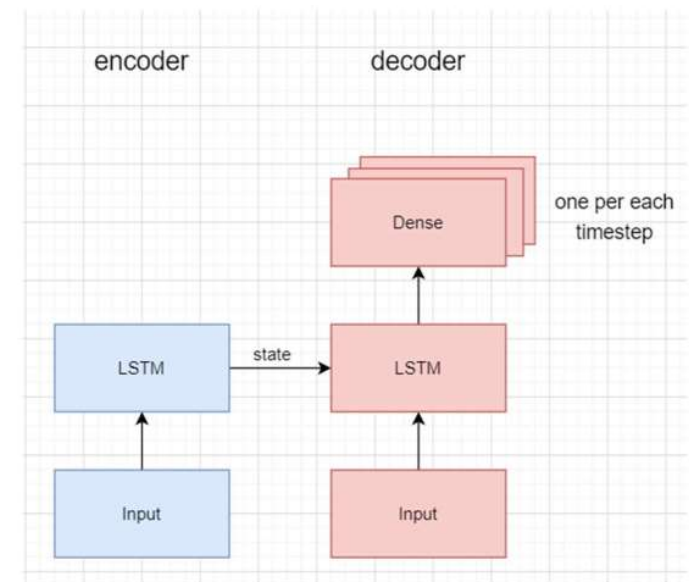 encoder
decoder
Dense
one per each
timestep
LSTM
state
LSTM
Input
Input